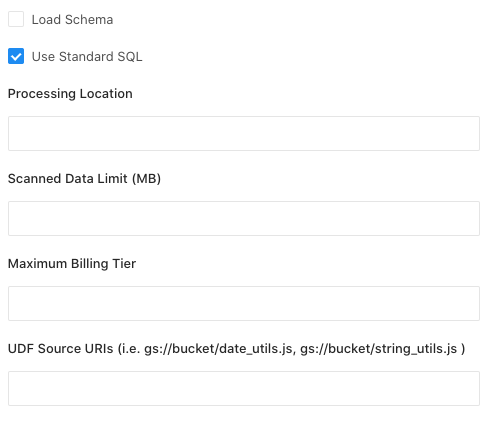 Load Schema
Use Standard SQL
Processing Location
Scanned Data Limit (MB)
Maximum Billing Tier
UDF Source URIs (i.e. gs://bucket/date_utils.js, gs://bucket/string_utils.js )